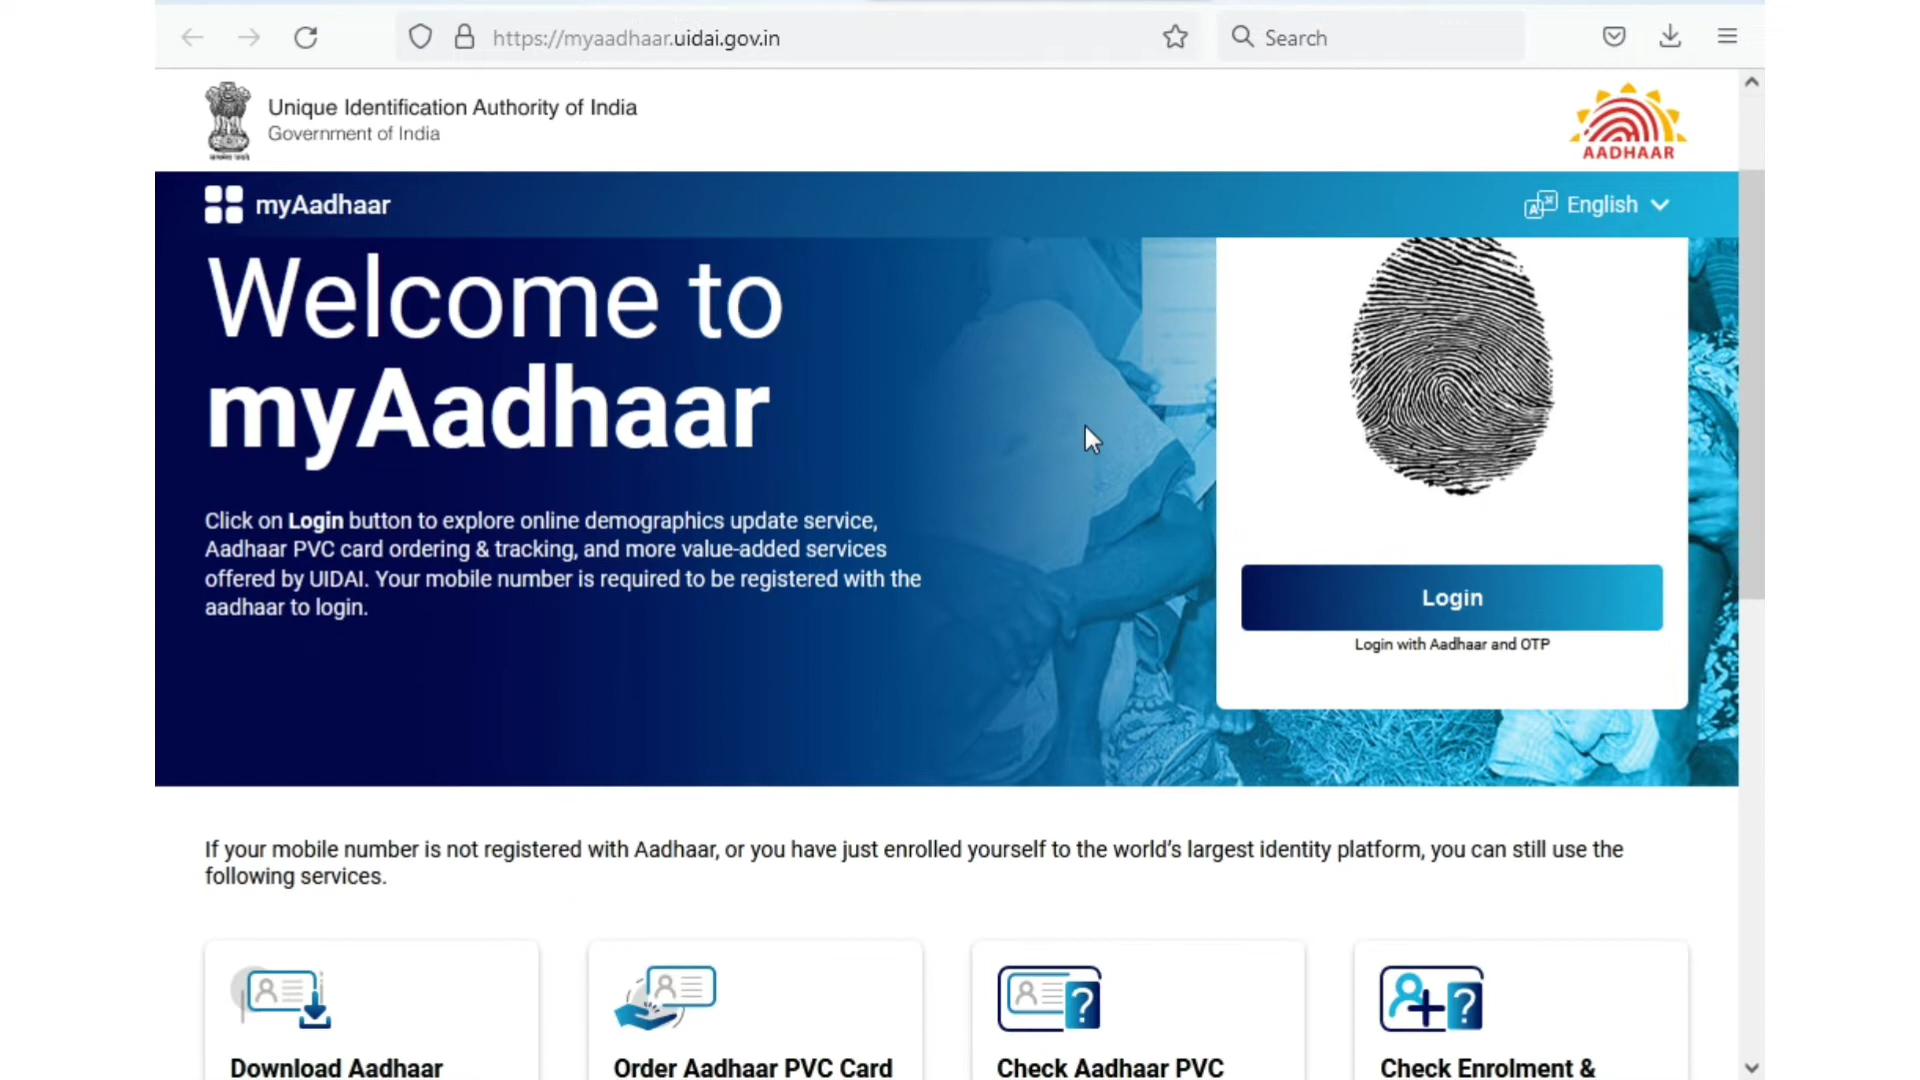 https://myaadhaar.uidai.gov.in
Search
Unique Identification Authority of India
Government of India
AADHAAR
myAadhaar
English
Welcome to
myAadhaar
Click on Login button to explore online demographics update service,
Aadhaar PVC card ordering & tracking, and more value-added services
offered by UIDAI. Your mobile number is required to be registered with the
aadhaar to login.
Login
Login with Aadhaar and OTP
If your mobile number is not registered with Aadhaar, or you have just enrolled yourself to the world's largest identity platform, you can still use the
following services.
Download Aadhaar
Order Aadhaar PVC Card
Check Aadhaar PVC
Check Enrolment &